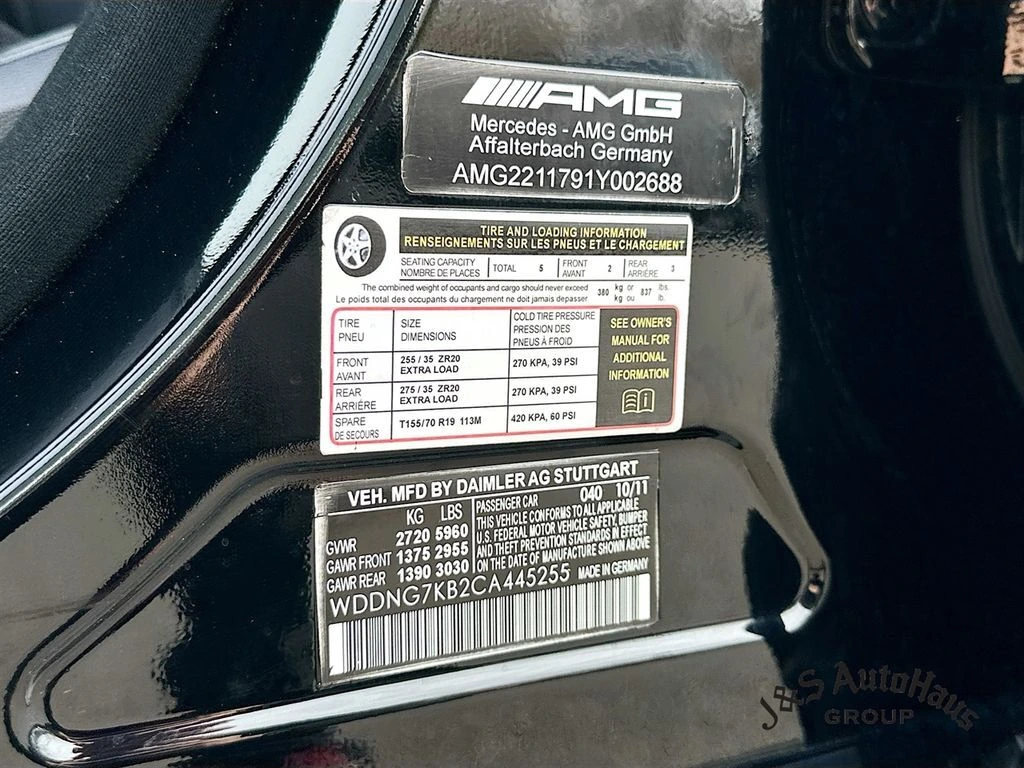 AMG
Mercedes - AMG GmbH
Affalterbach Germany
AMG2211791Y002688
TIRE AND LOADING INFORMATION
RENSEIGNEMENTS SUR LES PNEUS ET LE CHARGEMENT
SEATING CAPACITY
NOMBRE DE PLACES
TOTAL 5
FRONT
AVANT
2
REAR
ARRIÈRE
3
The combined weight of occupants and cargo should never exceed
Le poids total des occupants du chargement ne doit jamais depasser
380
kg or
kg ou
837
lbs.
lb.
TIRE
PNEU
SIZE
DIMENSIONS
COLD TIRE PRESSURE
PRESSION DES
PNEUS À FROID
FRONT
AVANT
255 / 35 ZR20
EXTRA LOAD
270 KPA, 39 PSI
REAR
ARRIÈRE
275 / 35 ZR20
EXTRA LOAD
270 KPA, 39 PSI
SPARE
DE SECOURS
T155/70 R19 113M
420 KPA, 60 PSI
SEE OWNER'S
MANUAL FOR
ADDITIONAL
INFORMATION
VEH. MFD BY DAIMLER AG STUTTGART
KG LBS
GVWR 2720 5960
GAWR FRONT 1375 2955
GAWR REAR 1390 3030
PASSENGER CAR 040 10/11
THIS VEHICLE CONFORMS TO ALL APPLICABLE
U.S. FEDERAL MOTOR VEHICLE SAFETY, BUMPER
AND THEFT PREVENTION STANDARDS IN EFFECT
ON THE DATE OF MANUFACTURE SHOWN ABOVE
WDDNG7KB2CA445255 MADE IN GERMANY
J&S AutoHaus
GROUP